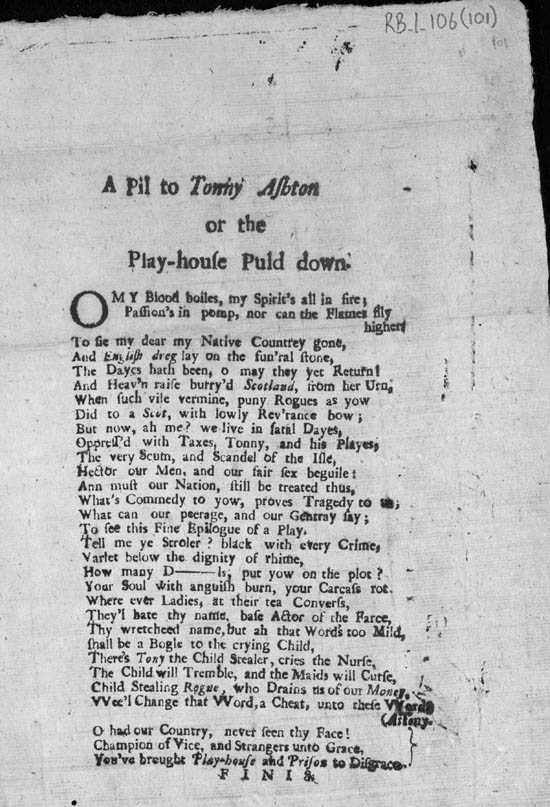 RB.l.106(101)
101
A Pil to Tonny Aſhton
or the
Play-houſe Puld down.
O MY Blood boiles, my Spirit's all in fire;
Paſſion's in pomp, nor can the Flames fly
higher;
To ſie my dear my Native Countrey gone,
And Engliſh dreg lay on the fun'ral ſtone,
The Dayes hath been, o may they yet Return!
And Heav'n raiſe burry'd Scotland, from her Urn;
When ſuch vile vermine, puny Rogues as yow
Did to a Scot, with lowly Rev'rance bow;
But now, ah me? we live in fatal Dayes,
Oppreſſ'd with Taxes, Tonny, and his Playes,
The very Scum, and Scandel of the Iſle,
Hector our Men, and our fair ſex beguile!
Ann muſt our Nation, ſtill be treated thus,
What's Commedy to yow, proves Tragedy to us;
What can our peerage, and our Gentray ſay;
To ſee this Fine Epilogue of a Play.
Tell me ye Stroler? black with every Crime,
Varlet below the dignity of rhime,
How many D——ls, put yow on the plot?
Your Soul with anguiſh burn, your Carcaſs rot.
Where ever Ladies, at their tea Converſs,
They'l hate thy name, baſe Actor of the Farce,
Thy wretcheed name, but ah that Word's too Mild,
ſhall be a Bogle to the crying Child,
There's Tony the Child Stealer, cries the Nurſe,
The Child will Tremble, and the Maids will Curſe,
Child Stealing Rogue, who Drains us of our Money,
VVee'l Change that VVord, a Cheat, unto theſe VVords
(Aſtony.
O had our Country, never ſeen thy Face!
Champion of Vice, and Strangers unto Grace,
You've brought Play-houſe and Priſon to Diſgrace.
FINIS.